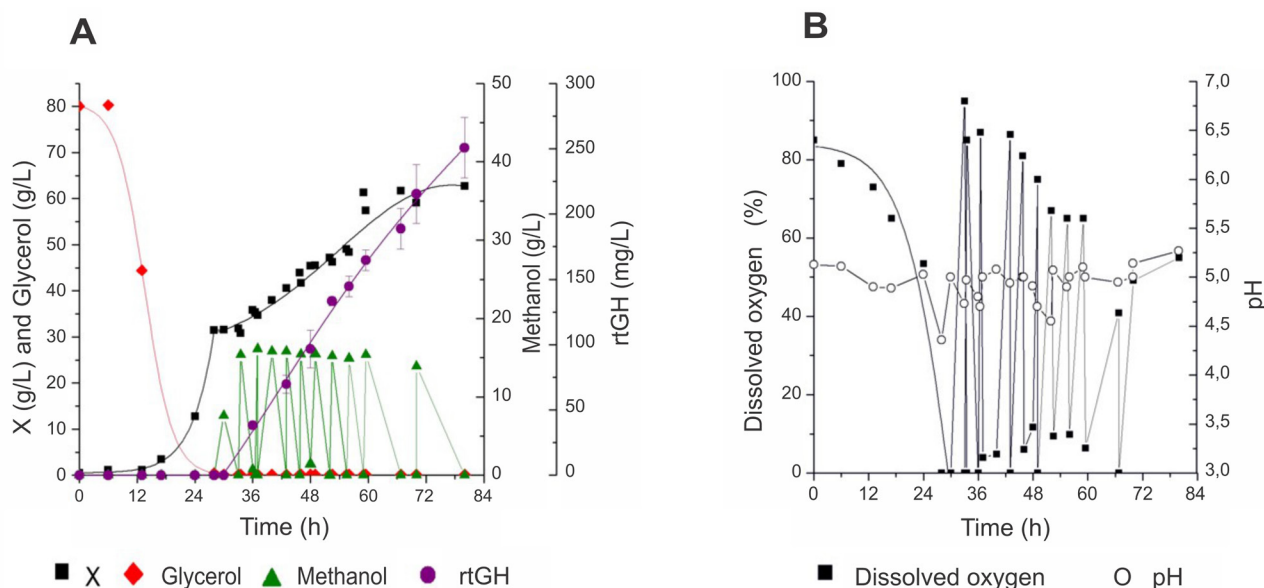 A
X (g/L) and Glycerol (g/L)
80
70
60
50
40
30
20
10
0
0 12 24 36 48 60 72 84
Time (h)
50
40
30
20
10
0
Methanol (g/L)
300
250
200
150
100
50
0
rtGH (mg/L)
X Glycerol Methanol rtGH
B
Dissolved oxygen (%)
100
80
60
40
20
0
0 12 24 36 48 60 72 84
Time (h)
7,0
6,5
6,0
5,5
5,0
4,5
4,0
3,5
3,0
pH
Dissolved oxygen pH